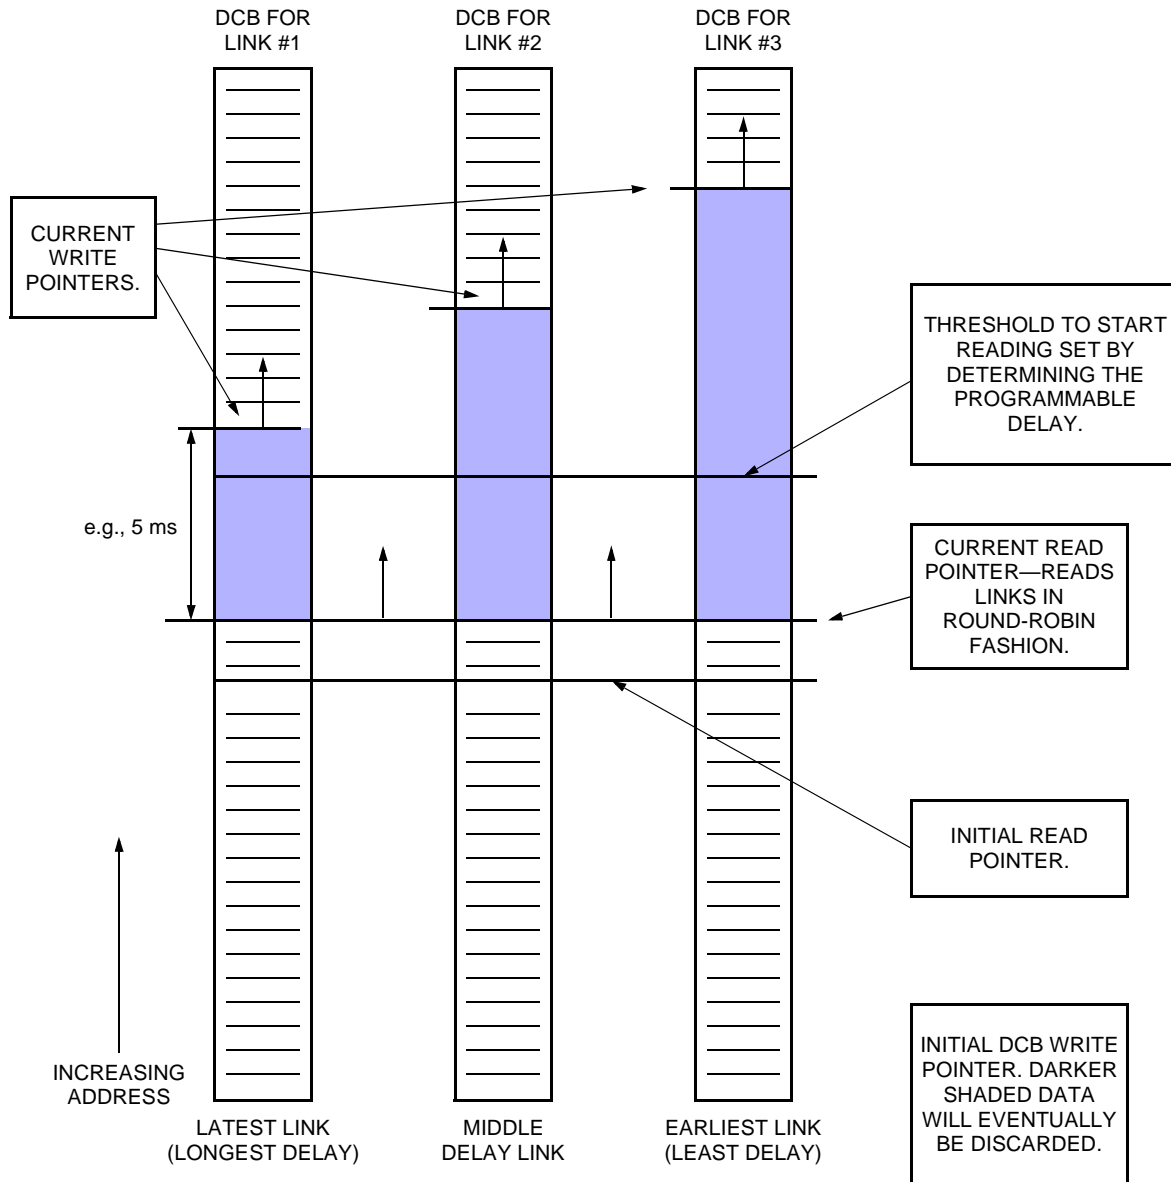 DCB FOR
LINK #1
DCB FOR
LINK #2
DCB FOR
LINK #3
CURRENT
WRITE
POINTERS.
THRESHOLD TO START
READING SET BY
DETERMINING THE
PROGRAMMABLE
DELAY.
e.g., 5 ms
CURRENT READ
POINTER—READS
LINKS IN
ROUND-ROBIN
FASHION.
INITIAL READ
POINTER.
INCREASING
ADDRESS
INITIAL DCB WRITE
POINTER. DARKER
SHADED DATA
WILL EVENTUALLY
BE DISCARDED.
LATEST LINK
(LONGEST DELAY)
MIDDLE
DELAY LINK
EARLIEST LINK
(LEAST DELAY)